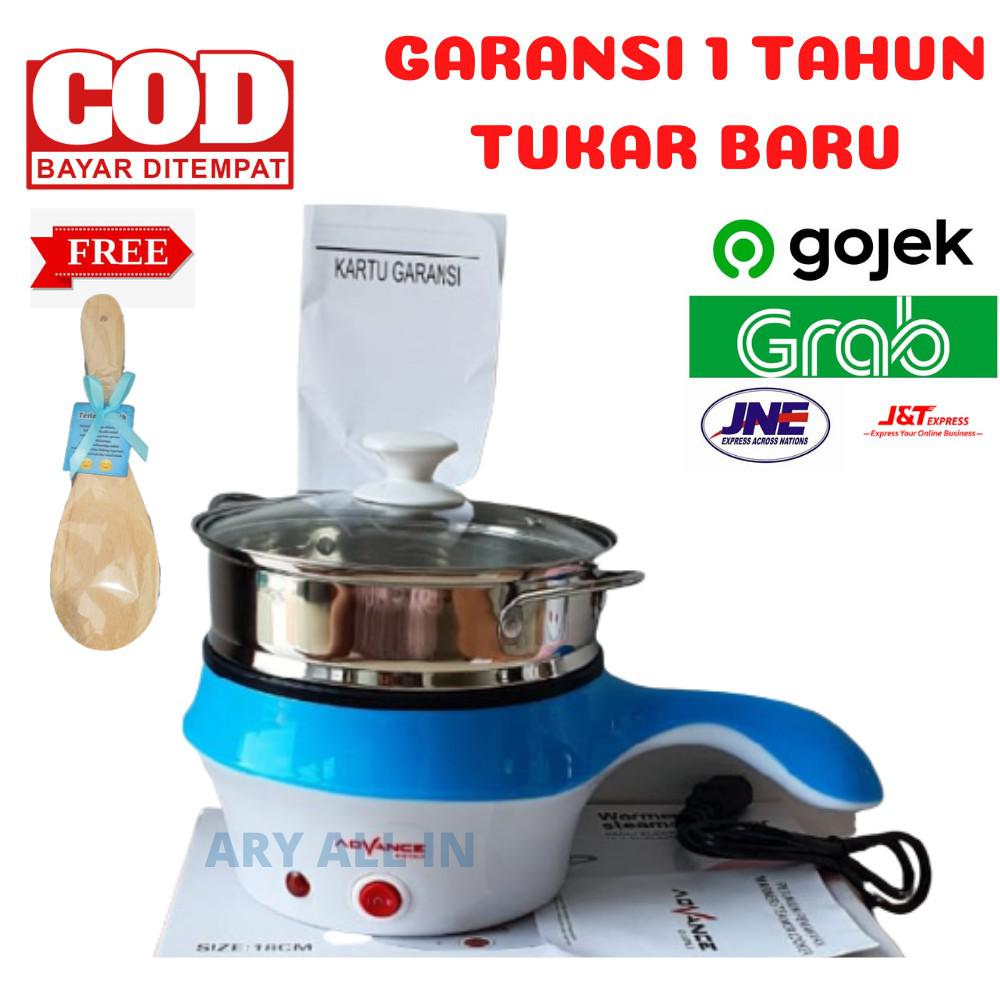 COD
BAYAR DITEMPAT
GARANSI 1 TAHUN
TUKAR BARU
FREE
KARTU GARANSI
gojek
Grab
JNE
EXPRESS ACROSS NATIONS
J&T EXPRESS
Express Your Online Business
ADVANCE
ARY ALL IN
ADVANCE
SIZE:18CM